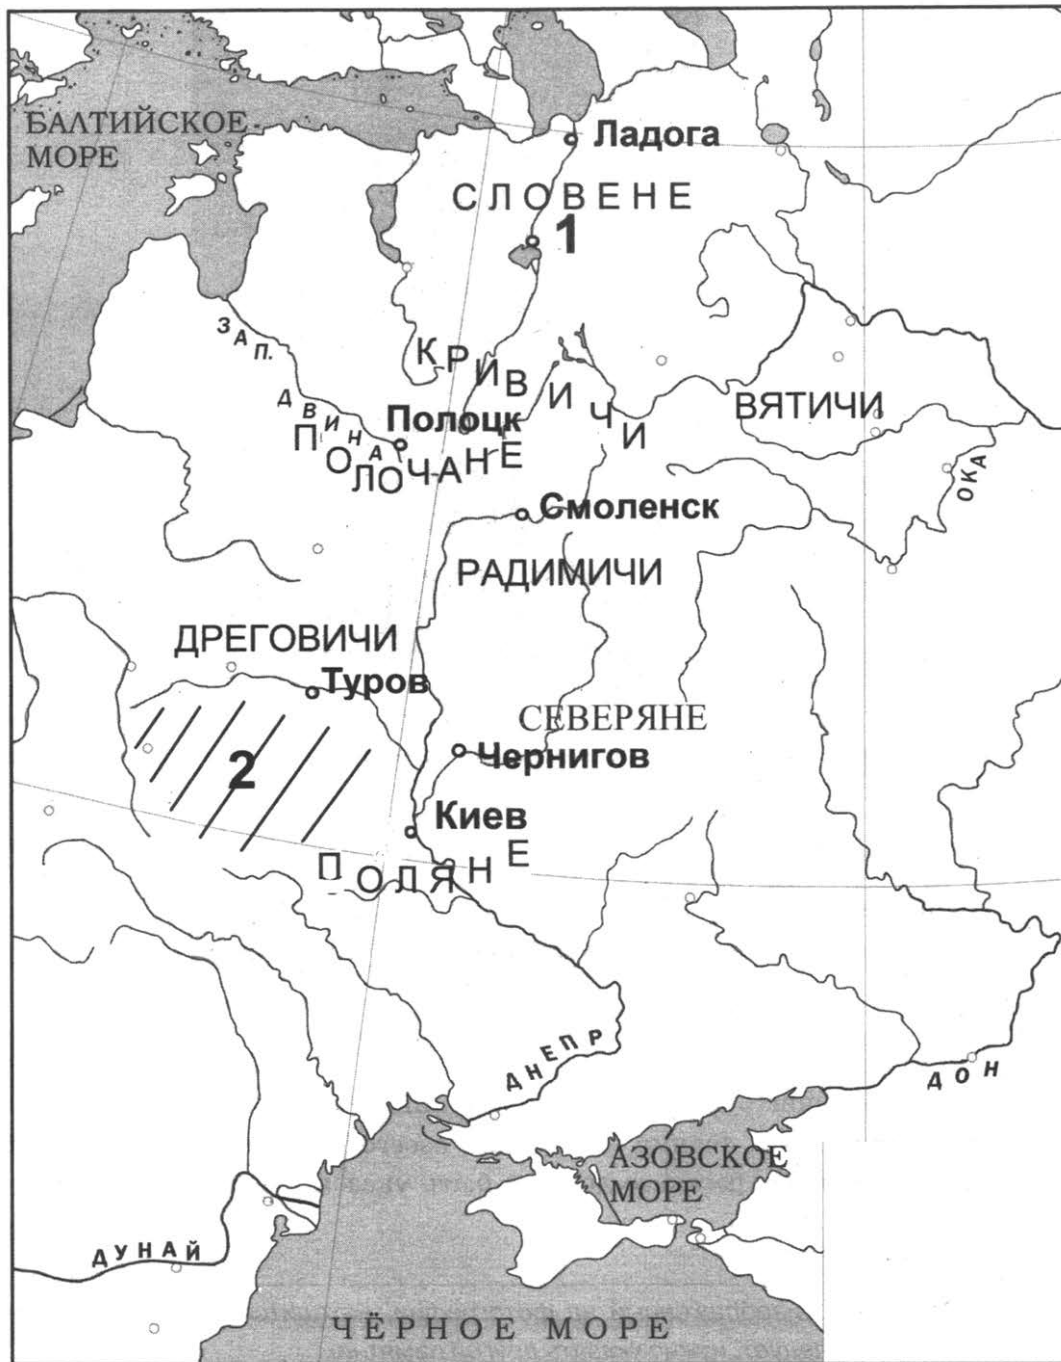 БАЛТИЙСКОЕ
МОРЕ
Ладога
СЛОВЕНЕ
1
ЗАП.
ДВИНА
КРИВИЧИ
ВЯТИЧИ
Полоцк
ПОЛОЧАНЕ
ОКА
Смоленск
РАДИМИЧИ
ДРЕГОВИЧИ
Туров
СЕВЕРЯНЕ
Чернигов
2
Киев
ПОЛЯНЕ
ДНЕПР
ДОН
АЗОВСКОЕ
МОРЕ
ДУНАЙ
ЧЁРНОЕ МОРЕ